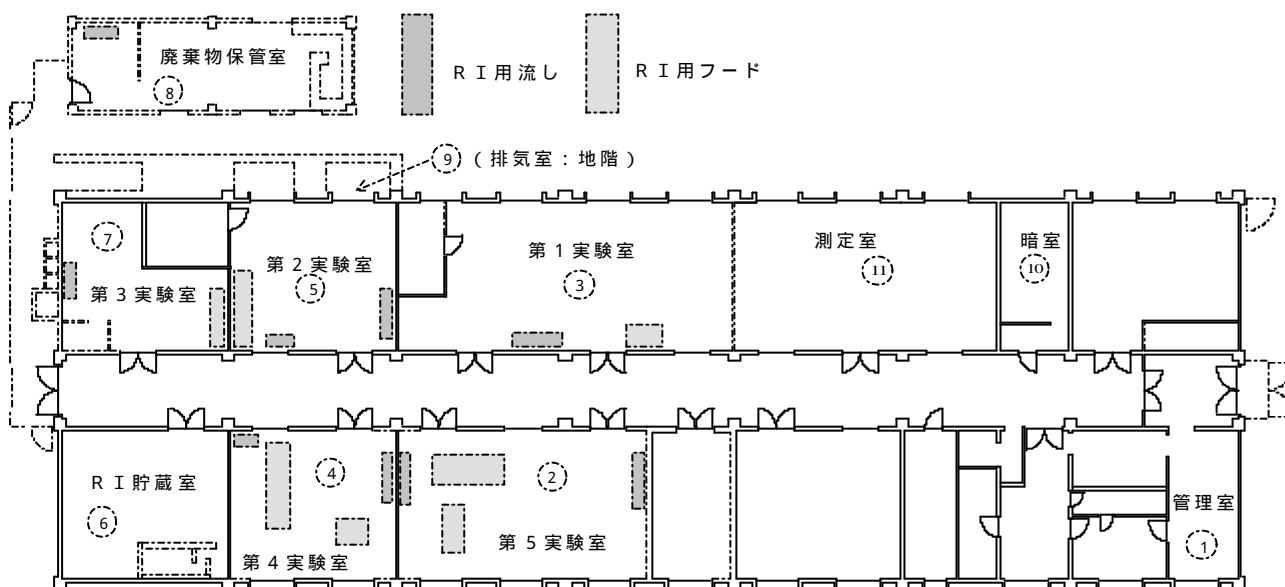 廃棄物保管室
8
RI用流し
RI用フード
9 (排気室:地階)
7
第3実験室
第2実験室
5
第1実験室
3
測定室
11
暗室
10
RI貯蔵室
6
4
第4実験室
2
第5実験室
管理室
1